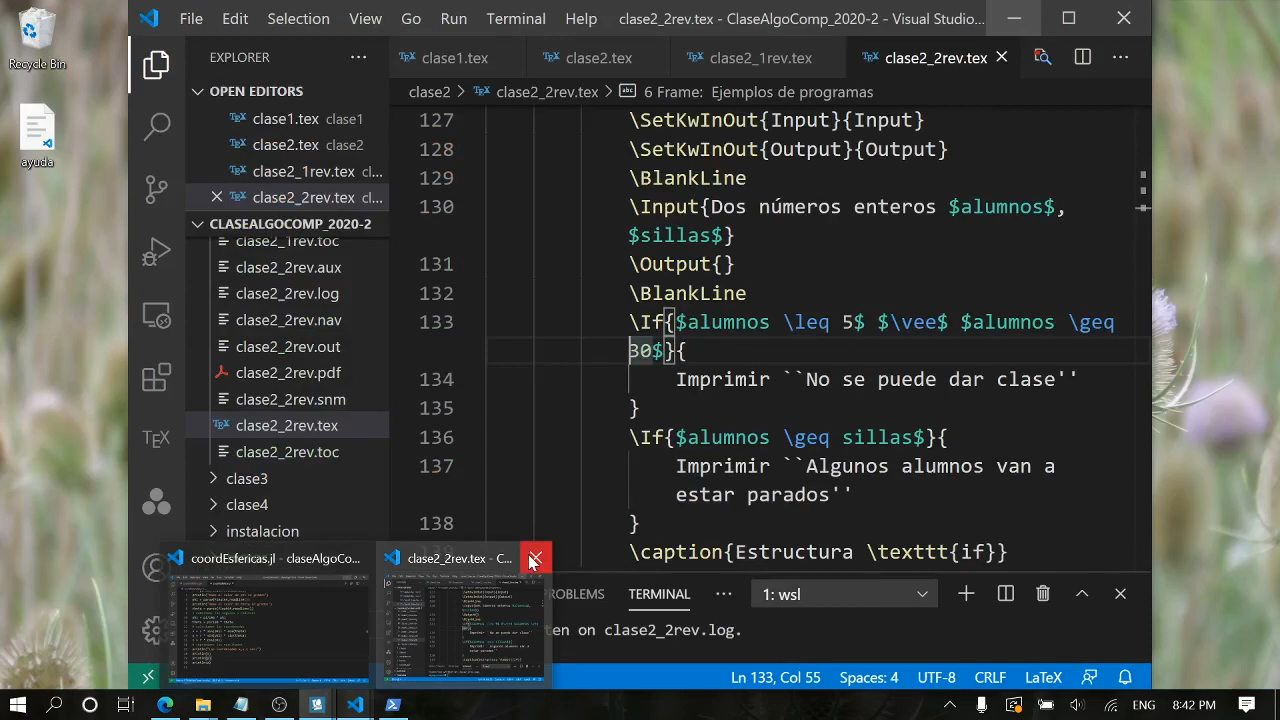 Recycle Bin
ayuda
File Edit Selection View Go Run Terminal Help clase2_2rev.tex - ClaseAlgoComp_2020-2 - Visual Studio...
EXPLORER
OPEN EDITORS
clase1.tex clase1
clase2.tex clase2
clase2_1rev.tex cl...
clase2_2rev.tex cl...
CLASEALGOCOMP_2020-2
clase2_1rev.toc
clase2_2rev.aux
clase2_2rev.log
clase2_2rev.nav
clase2_2rev.out
clase2_2rev.pdf
clase2_2rev.snm
clase2_2rev.tex
clase2_2rev.toc
clase3
clase4
instalacion
clase1.tex clase2.tex clase2_1rev.tex clase2_2rev.tex
clase2 > clase2_2rev.tex > 6 Frame: Ejemplos de programas
127 \SetKwInOut{Input}{Input}
128 \SetKwInOut{Output}{Output}
129 \BlankLine
130 \Input{Dos números enteros $alumnos$,
$sillas$}
131 \Output{}
132 \BlankLine
133 \If{$alumnos \leq 5$ $\vee$ $alumnos \geq
30$}{
134 Imprimir ``No se puede dar clase''
135 }
136 \If{$alumnos \geq sillas$}{
137 Imprimir ``Algunos alumnos van a
estar parados''
138 }
\caption{Estructura \texttt{if}}
coordEsfericas.jl - claseAlgoCo...
clase2_2rev.tex - C...
TERMINAL ... 1: wsl
Ln 133, Col 55 Spaces: 4 UTF-8 CRLF LaTeX
ENG 8:42 PM